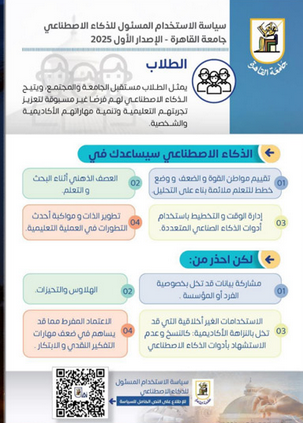 سياسة الاستخدام المسئول للذكاء الاصطناعي
جامعة القاهرة - الإصدار الأول 2025
جامعة القاهرة
الطلاب
يمثل الطلاب مستقبل الجامعة والمجتمع، ويتيح
الذكاء الاصطناعي لهم فرصًا غير مسبوقة لتعزيز
تجربتهم التعليمية وتنمية مهاراتهم الأكاديمية
والشخصية.
الذكاء الاصطناعي سيساعدك في
01
تقييم مواطن القوة و الضعف، و وضع
خطط للتعلم ملائمة بناء على التحليل.
02
العصف الذهني أثناء البحث
و التعلم.
03
إدارة الوقت و التخطيط باستخدام
أدوات الذكاء الصناعي المتعددة.
04
تطوير الذات و مواكبة أحدث
التطورات في العملية التعليمية.
لكن احذر من:
01
مشاركة بيانات قد تخل بخصوصية
الفرد أو المؤسسة .
02
الهلاوس والتحيزات.
03
الاستخدامات الغير أخلاقية التي قد
تخل بالنزاهة الأكاديمية: كالنسخ وعدم
الاستشهاد بأدوات الذكاء الاصطناعي
04
الاعتماد المفرط مما قد
يساهم في ضعف مهارات
التفكير النقدي و الابتكار .
سياسة الاستخدام المسئول
للذكاء الاصطناعي
للاطلاع على النص الكامل للسياسة